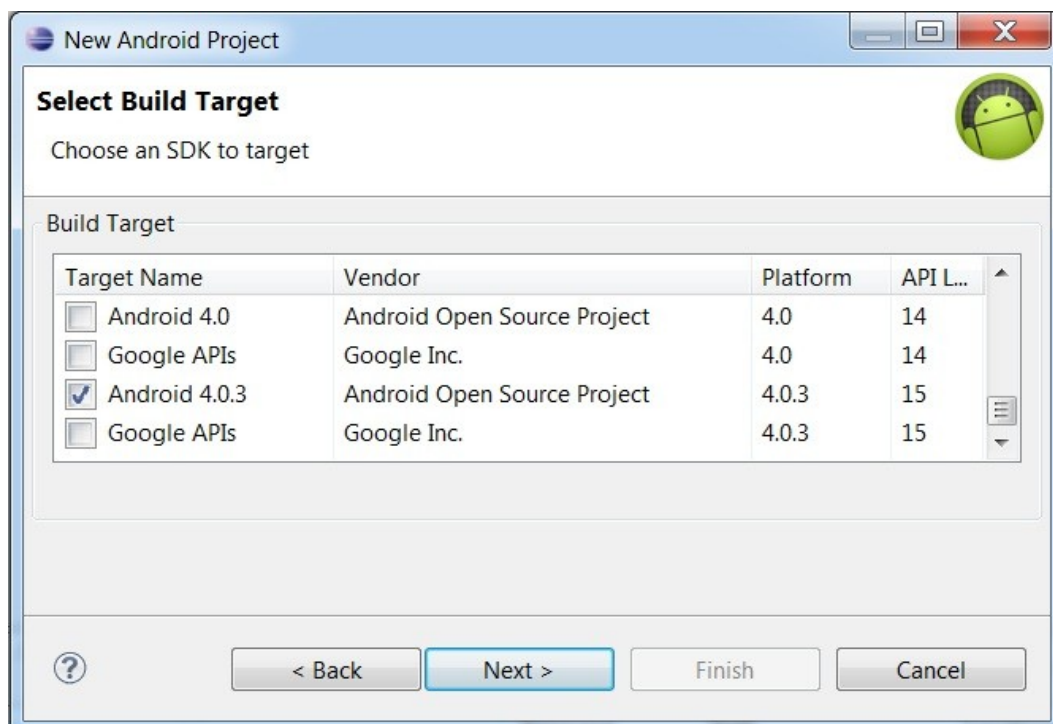 New Android Project
Select Build Target
Choose an SDK to target
Build Target
Target Name Vendor Platform API L...
Android 4.0 Android Open Source Project 4.0 14
Google APIs Google Inc. 4.0 14
Android 4.0.3 Android Open Source Project 4.0.3 15
Google APIs Google Inc. 4.0.3 15
? < Back Next > Finish Cancel